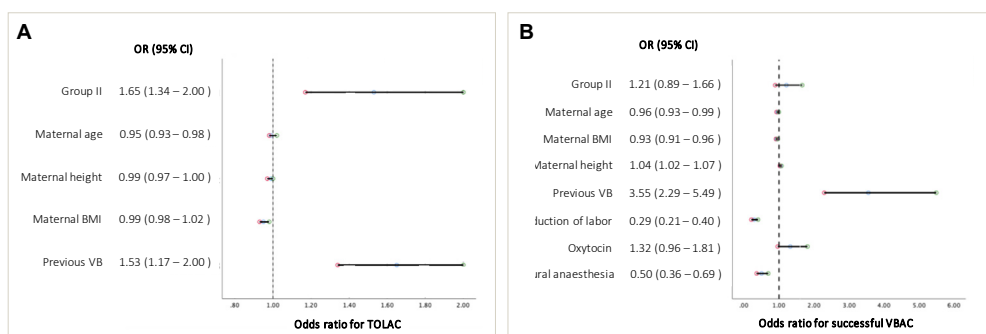 A
OR (95% CI)
Group II 1.65 (1.34 – 2.00 )
Maternal age 0.95 (0.93 – 0.98 )
Maternal height 0.99 (0.97 – 1.00 )
Maternal BMI 0.99 (0.98 – 1.02 )
Previous VB 1.53 (1.17 – 2.00 )
.80 1.00 1.20 1.40 1.60 1.80 2.00
Odds ratio for TOLAC
B
OR (95% CI)
Group II 1.21 (0.89 – 1.66 )
Maternal age 0.96 (0.93 – 0.99 )
Maternal BMI 0.93 (0.91 – 0.96 )
Maternal height 1.04 (1.02 – 1.07 )
Previous VB 3.55 (2.29 – 5.49 )
duction of labor 0.29 (0.21 – 0.40 )
Oxytocin 1.32 (0.96 – 1.81 )
ural anaesthesia 0.50 (0.36 – 0.69 )
.00 1.00 2.00 3.00 4.00 5.00 6.00
Odds ratio for successful VBAC